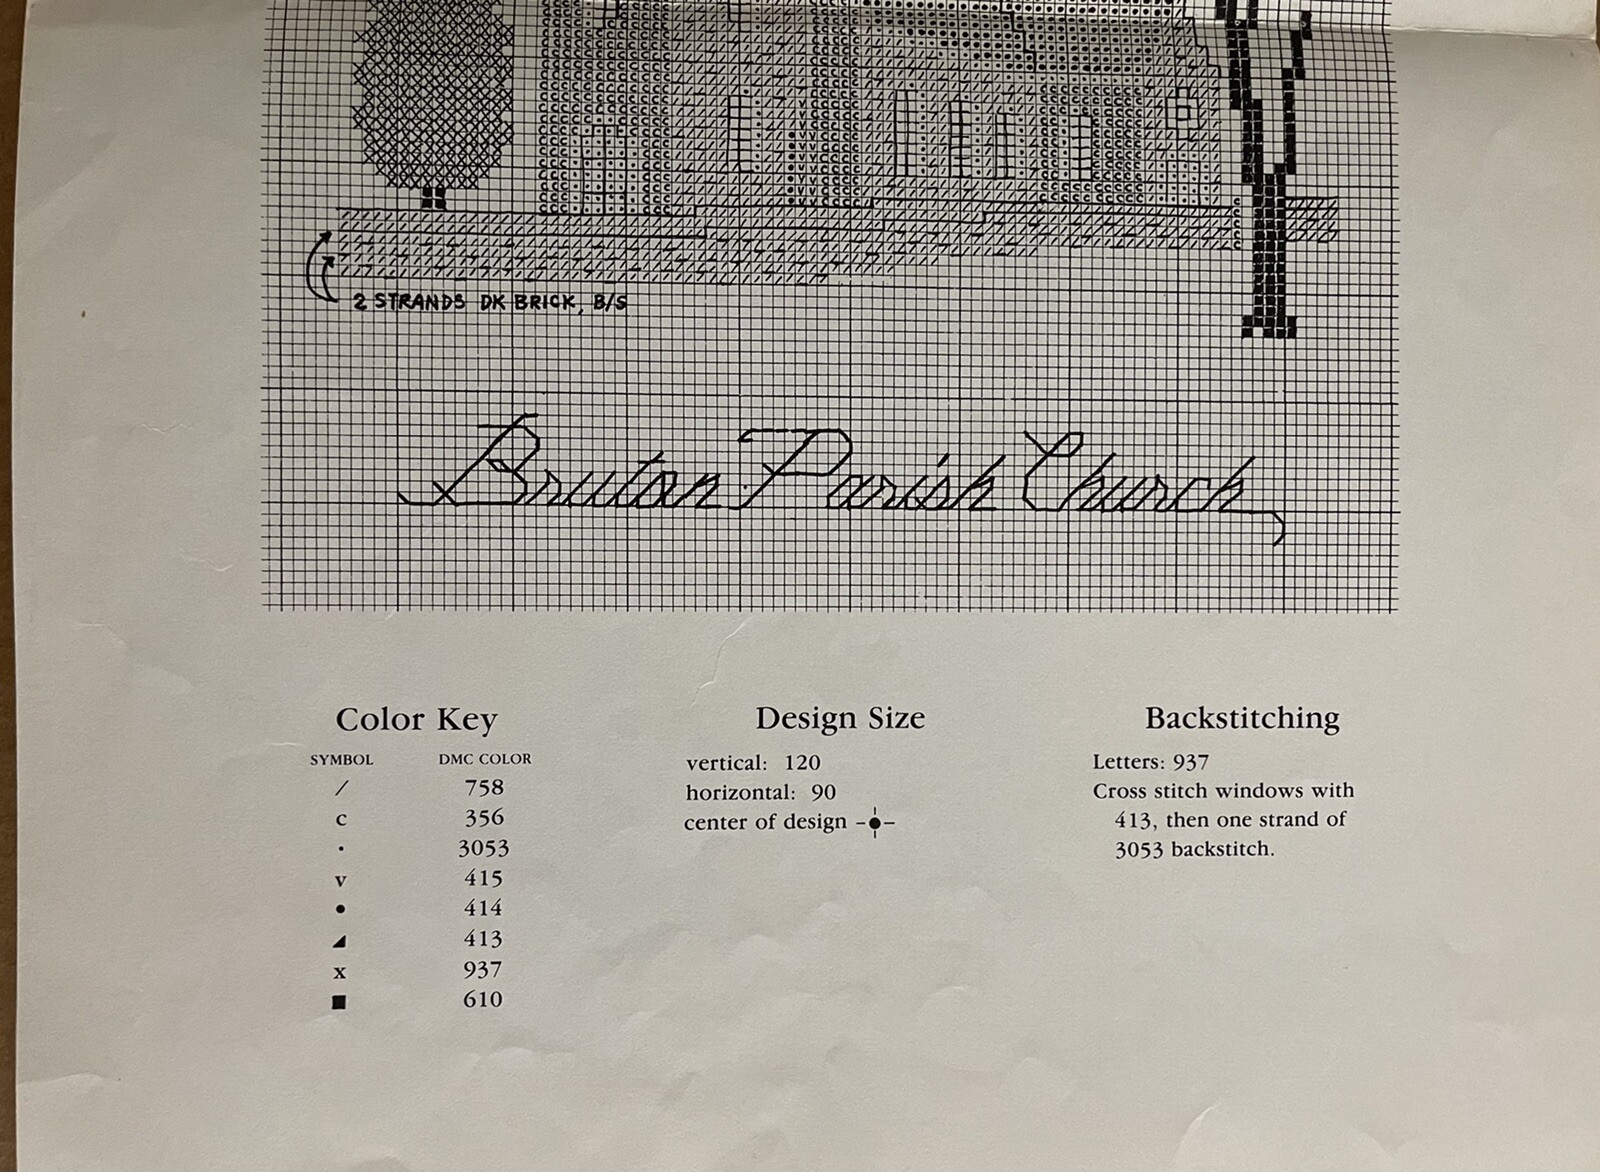 2 STRANDS DK BRICK, B/S
Bruton Parish Church
Color Key
SYMBOL DMC COLOR
/ 758
c 356
· 3053
v 415
● 414
◢ 413
x 937
■ 610
Design Size
vertical: 120
horizontal: 90
center of design -●-
Backstitching
Letters: 937
Cross stitch windows with
413, then one strand of
3053 backstitch.